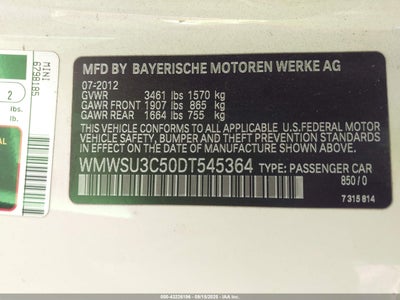 MINI
6798185
2
lbs.
AL
MFD BY BAYERISCHE MOTOREN WERKE AG
07-2012
GVWR 3461 lbs 1570 kg
GAWR FRONT 1907 lbs 865 kg
GAWR REAR 1664 lbs 755 kg
THIS VEHICLE CONFORMS TO ALL APPLICABLE U.S.FEDERAL MOTOR
VEHICLE SAFETY, BUMPER, AND THEFT PREVENTION STANDARDS
IN EFFECT ON THE DATE OF MANUFACTURE SHOWN ABOVE.
WMWSU3C50DT545364 TYPE: PASSENGER CAR
850/0
7315814